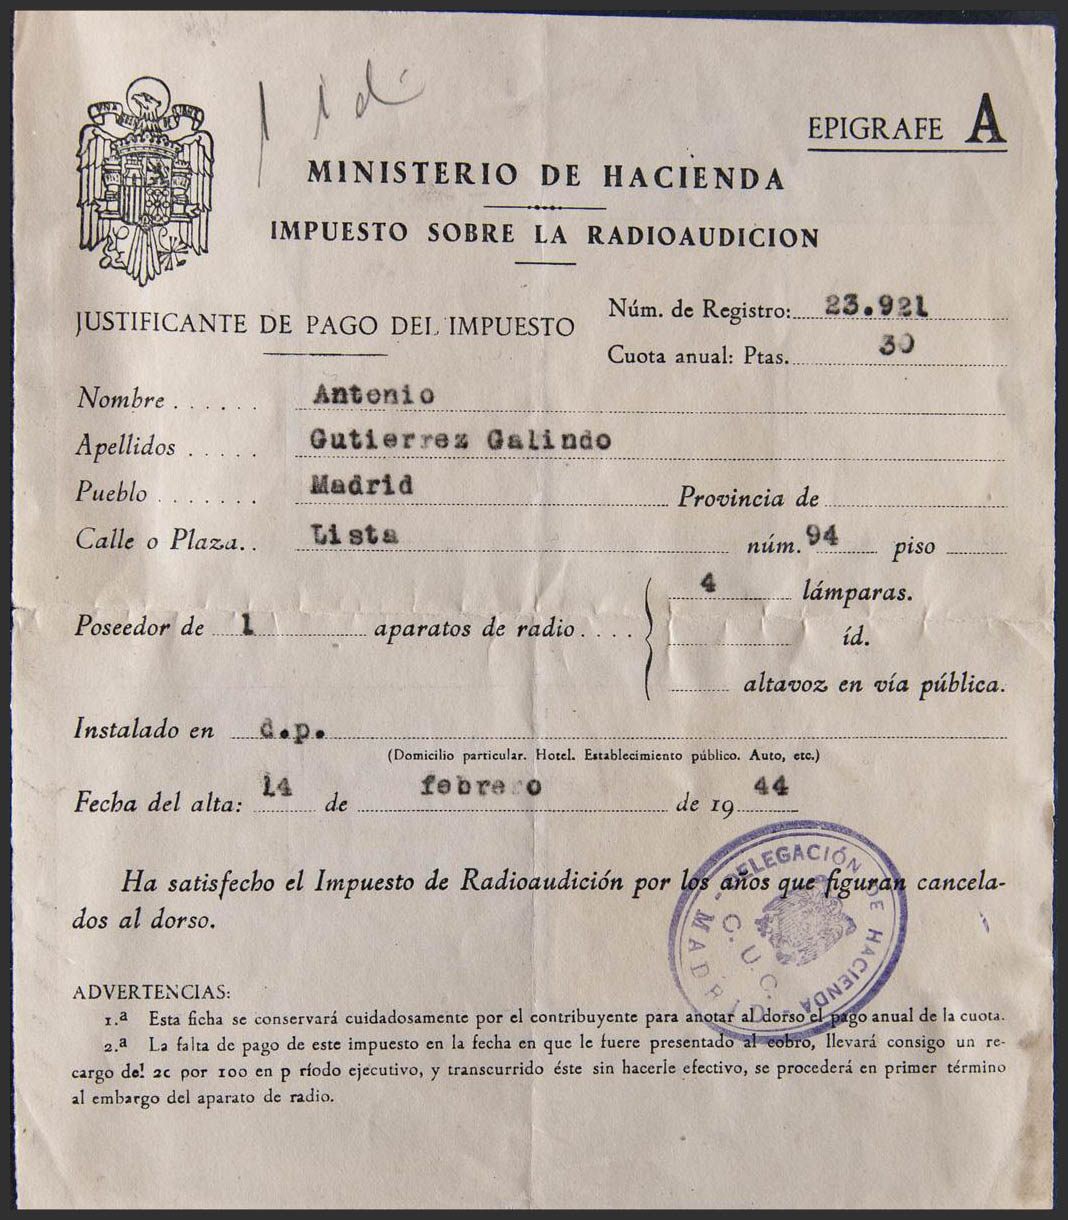 1 id.
EPIGRAFE A
MINISTERIO DE HACIENDA
IMPUESTO SOBRE LA RADIOAUDICION
JUSTIFICANTE DE PAGO DEL IMPUESTO
Núm. de Registro: 23.921
Cuota anual: Ptas. 30
Nombre . . . . . . Antonio
Apellidos . . . . . Gutierrez Galindo
Pueblo . . . . . . . Madrid Provincia de
Calle o Plaza. . Lista núm. 94 piso
4 lámparas.
Poseedor de 1 aparatos de radio . . . .
íd.
altavoz en vía pública.
Instalado en d.p.
(Domicilio particular. Hotel. Establecimiento público. Auto, etc.)
Fecha del alta: 14 de febrero de 1944
Ha satisfecho el Impuesto de Radioaudición por los años que figuran cancela-
dos al dorso.
DELEGACIÓN DE HACIENDA - MADRID -
C.U.C.
ADVERTENCIAS:
1.ª Esta ficha se conservará cuidadosamente por el contribuyente para anotar al dorso el pago anual de la cuota.
2.ª La falta de pago de este impuesto en la fecha en que le fuere presentado al cobro, llevará consigo un re-
cargo del 20 por 100 en p ríodo ejecutivo, y transcurrido éste sin hacerle efectivo, se procederá en primer término
al embargo del aparato de radio.